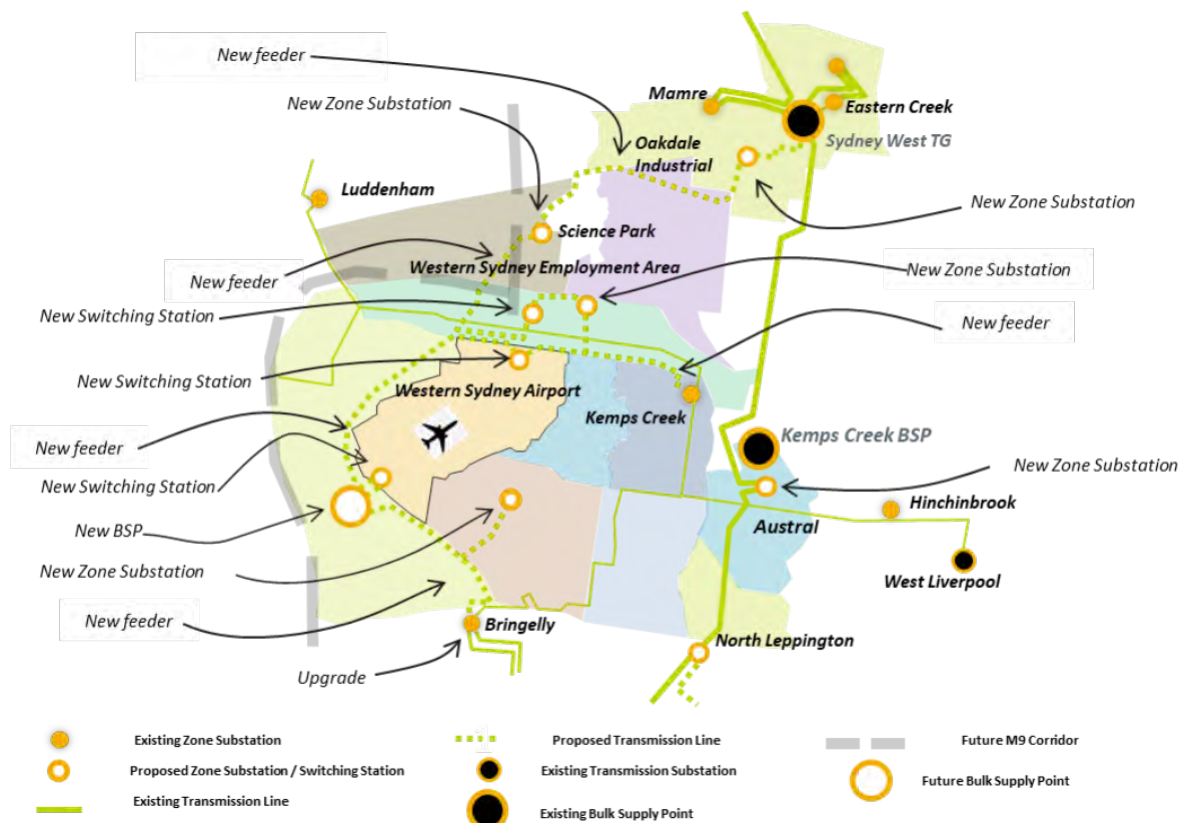 New feeder
New Zone Substation
Mamre
Eastern Creek
Sydney West TG
Oakdale
Industrial
Luddenham
New Zone Substation
Science Park
New feeder
Western Sydney Employment Area
New Zone Substation
New Switching Station
New feeder
New Switching Station
Western Sydney Airport
Kemps Creek
Kemps Creek BSP
New feeder
New Zone Substation
New Switching Station
Hinchinbrook
New BSP
Austral
New Zone Substation
West Liverpool
New feeder
Bringelly
North Leppington
Upgrade
Existing Zone Substation
Proposed Transmission Line
Future M9 Corridor
Proposed Zone Substation / Switching Station
Existing Transmission Substation
Future Bulk Supply Point
Existing Transmission Line
Existing Bulk Supply Point